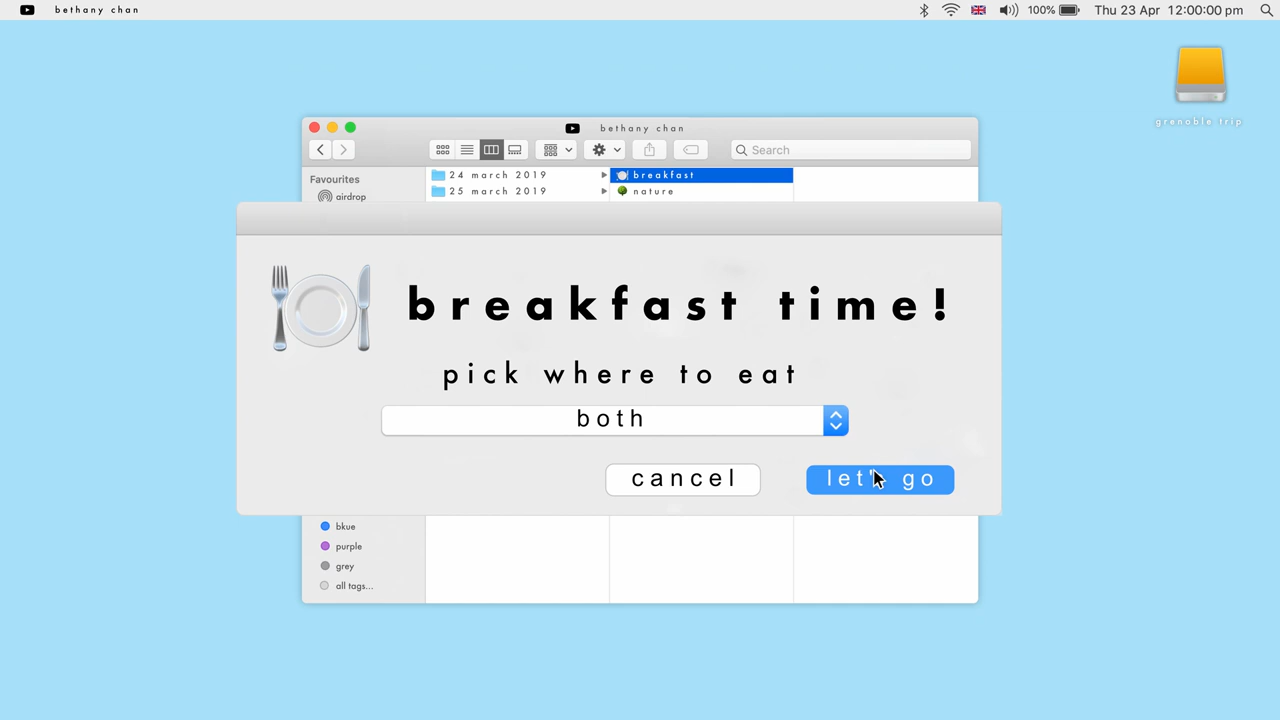 bethany chan
100%
Thu 23 Apr 12:00:00 pm
grenoble trip
bethany chan
Search
Favourites
airdrop
24 march 2019
25 march 2019
breakfast
nature
breakfast time!
pick where to eat
both
cancel
let's go
bkue
purple
grey
all tags...